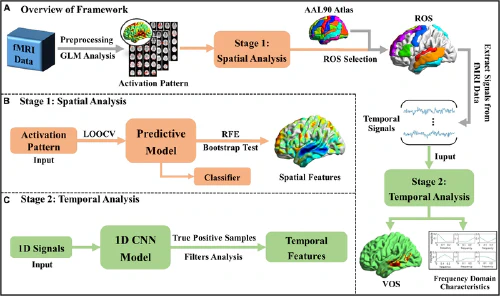 A Overview of Framework
fMRI
Data
Preprocessing
GLM Analysis
Activation Pattern
Stage 1:
Spatial Analysis
AAL90 Atlas
ROS Selection
ROS
Extract Signals from
fMRI Data
Temporal
Signals
Input
Stage 2:
Temporal Analysis
VOS
Frequency Domain
Characteristics
B Stage 1: Spatial Analysis
Activation
Pattern
Input
LOOCV
Predictive
Model
RFE
Bootstrap Test
Classifier
Spatial Features
C Stage 2: Temporal Analysis
1D Signals
Input
1D CNN
Model
True Positive Samples
Filters Analysis
Temporal
Features